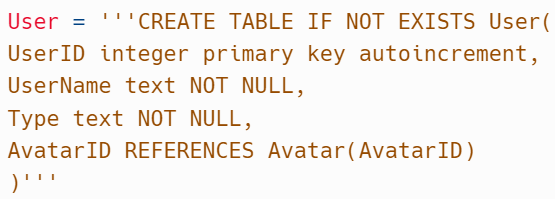 User = '''CREATE TABLE IF NOT EXISTS User(
UserID integer primary key autoincrement,
UserName text NOT NULL,
Type text NOT NULL,
AvatarID REFERENCES Avatar(AvatarID)
)'''